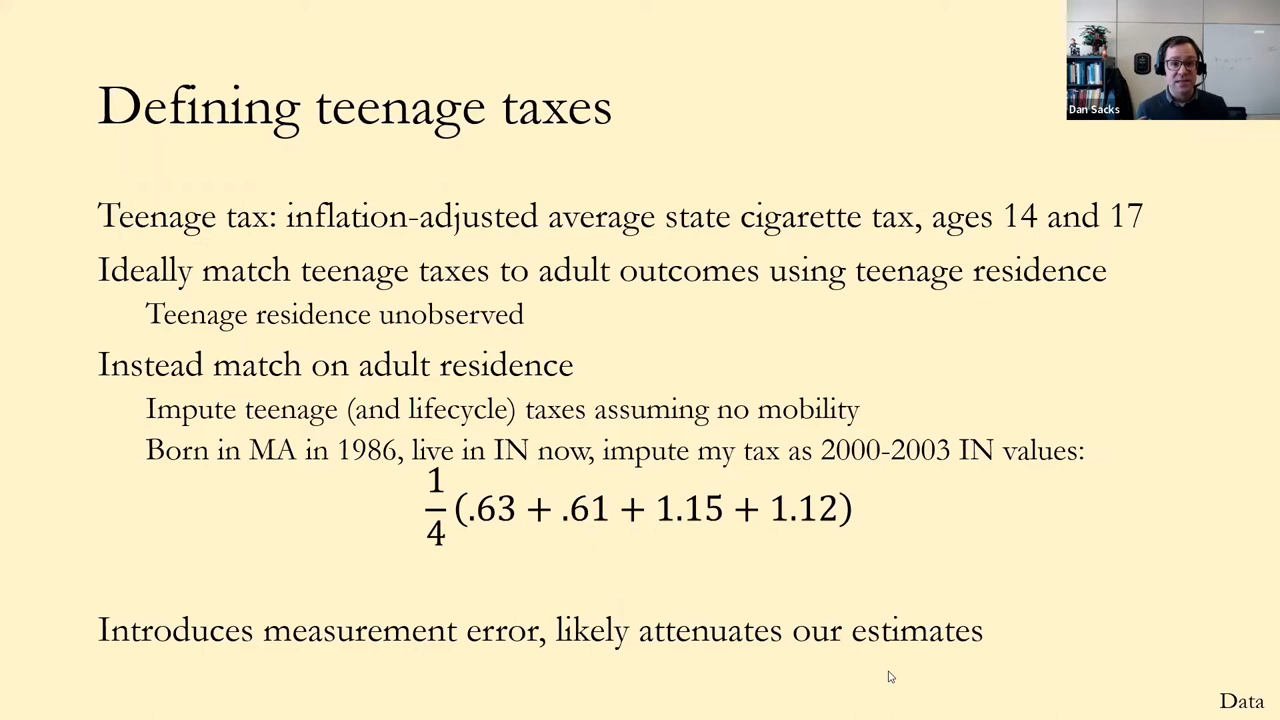 Defining teenage taxes
Dan Sacks
Teenage tax: inflation-adjusted average state cigarette tax, ages 14 and 17
Ideally match teenage taxes to adult outcomes using teenage residence
Teenage residence unobserved
Instead match on adult residence
Impute teenage (and lifecycle) taxes assuming no mobility
Born in MA in 1986, live in IN now, impute my tax as 2000-2003 IN values:
1/4 (.63 + .61 + 1.15 + 1.12)
Introduces measurement error, likely attenuates our estimates
Data